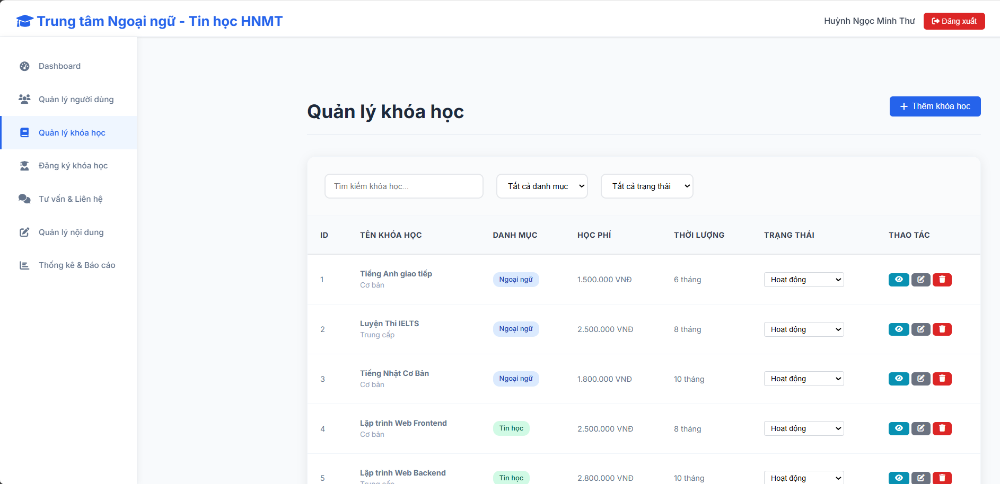 Trung tâm Ngoại ngữ - Tin học HNMT
Huỳnh Ngọc Minh Thư
Đăng xuất
Dashboard
Quản lý người dùng
Quản lý khóa học
Đăng ký khóa học
Tư vấn & Liên hệ
Quản lý nội dung
Thống kê & Báo cáo
Quản lý khóa học
Thêm khóa học
Tìm kiếm khóa học...
Tất cả danh mục
Tất cả trạng thái
ID TÊN KHÓA HỌC DANH MỤC HỌC PHÍ THỜI LƯỢNG TRẠNG THÁI THAO TÁC
1 Tiếng Anh giao tiếp Ngoại ngữ 1.500.000 VNĐ 6 tháng Hoạt động
Cơ bản
2 Luyện Thi IELTS Ngoại ngữ 2.500.000 VNĐ 8 tháng Hoạt động
Trung cấp
3 Tiếng Nhật Cơ Bản Ngoại ngữ 1.800.000 VNĐ 10 tháng Hoạt động
Cơ bản
4 Lập trình Web Frontend Tin học 2.500.000 VNĐ 8 tháng Hoạt động
Cơ bản
5 Lập trình Web Backend Tin học 2.800.000 VNĐ 10 tháng Hoạt động
Trung cấp